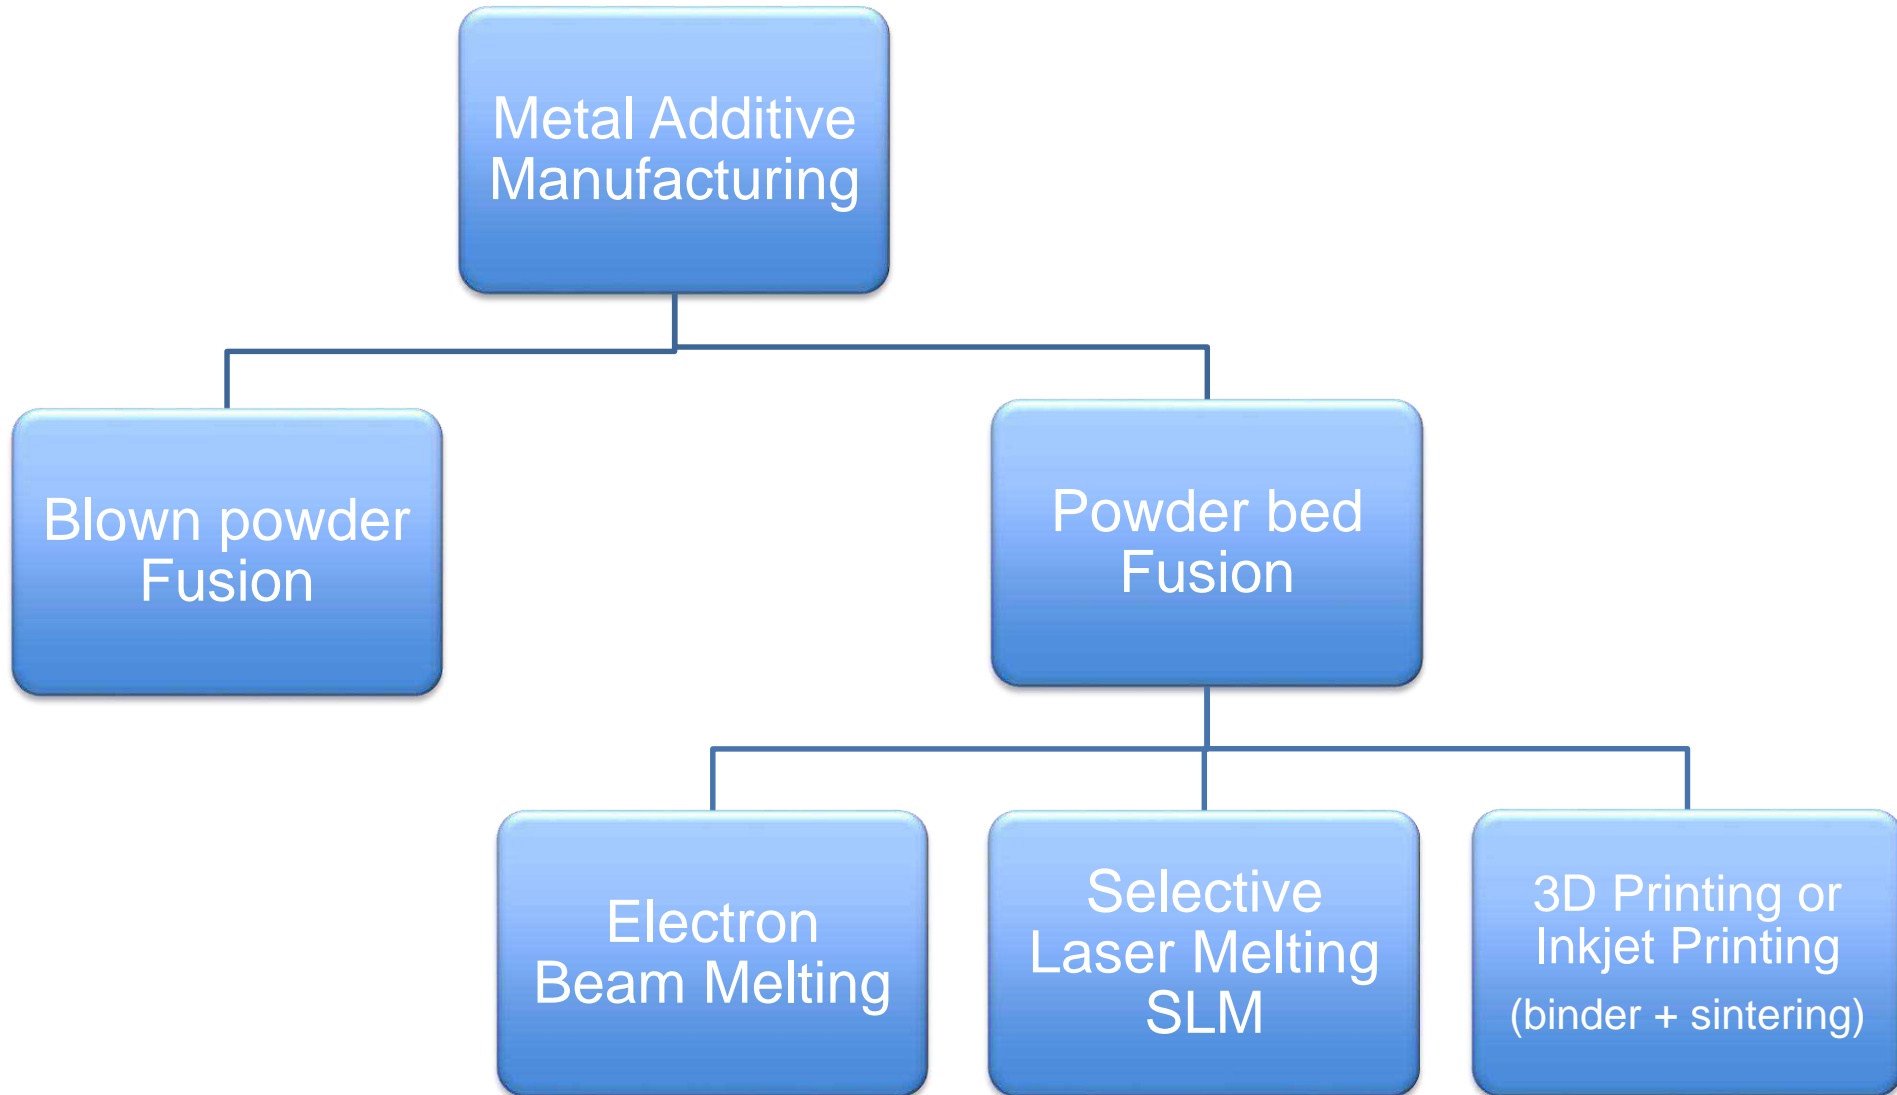 Metal Additive
Manufacturing
Blown powder
Fusion
Powder bed
Fusion
Electron
Beam Melting
Selective
Laser Melting
SLM
3D Printing or
Inkjet Printing
(binder + sintering)